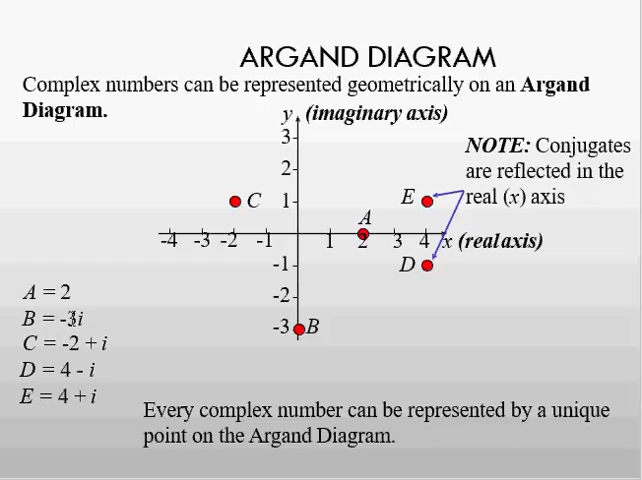 ARGAND DIAGRAM
Complex numbers can be represented geometrically on an Argand
Diagram.
y (imaginary axis)
3
2
1
-1
-2
-3
NOTE: Conjugates
are reflected in the
real (x) axis
C
E
A
D
B
-4 -3 -2 -1 1 2 3 4 x (real axis)
A = 2
B = -3i
C = -2 + i
D = 4 - i
E = 4 + i
Every complex number can be represented by a unique
point on the Argand Diagram.